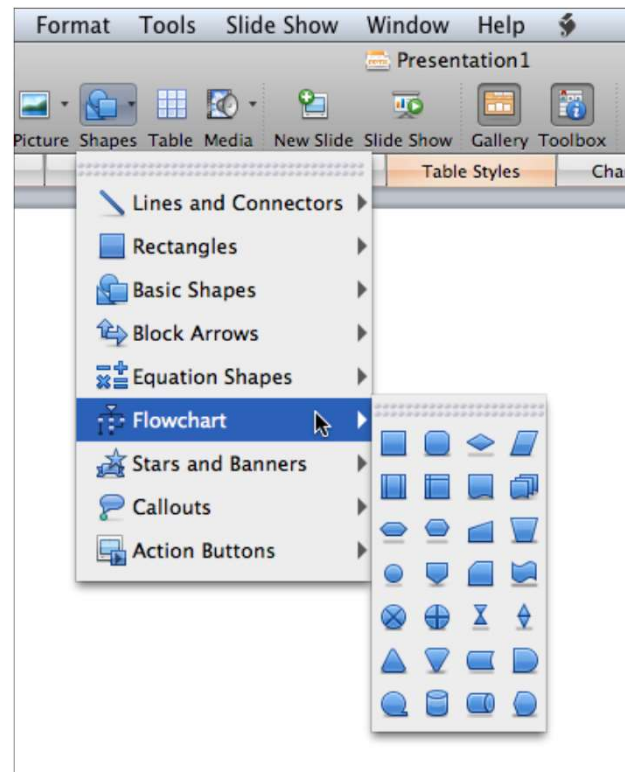 Format Tools Slide Show Window Help
Presentation1
Picture Shapes Table Media New Slide Slide Show Gallery Toolbox
Table Styles Cha
Lines and Connectors
Rectangles
Basic Shapes
Block Arrows
Equation Shapes
Flowchart
Stars and Banners
Callouts
Action Buttons